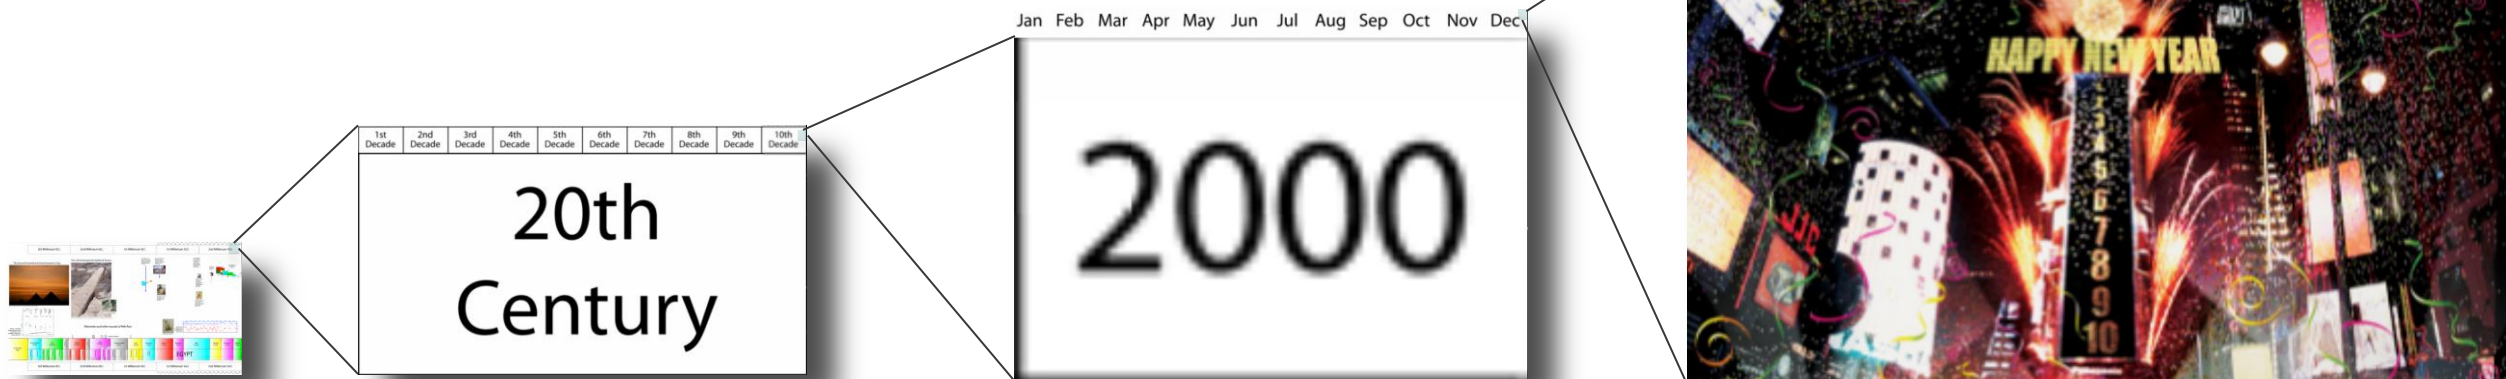 Jan Feb Mar Apr May Jun Jul Aug Sep Oct Nov Dec
2000
1st Decade
2nd Decade
3rd Decade
4th Decade
5th Decade
6th Decade
7th Decade
8th Decade
9th Decade
10th Decade
20th
Century
EGYPT
HAPPY NEW YEAR
3
4
5
6
7
8
9
10